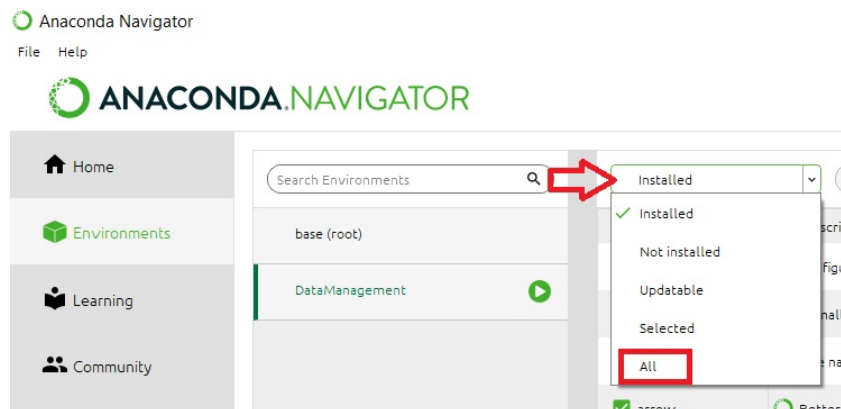 Anaconda Navigator
File Help
ANACONDA.NAVIGATOR
Home
Search Environments
Installed
Installed
Environments
base (root)
Not installed
DataManagement
Updatable
Learning
Selected
Community
All